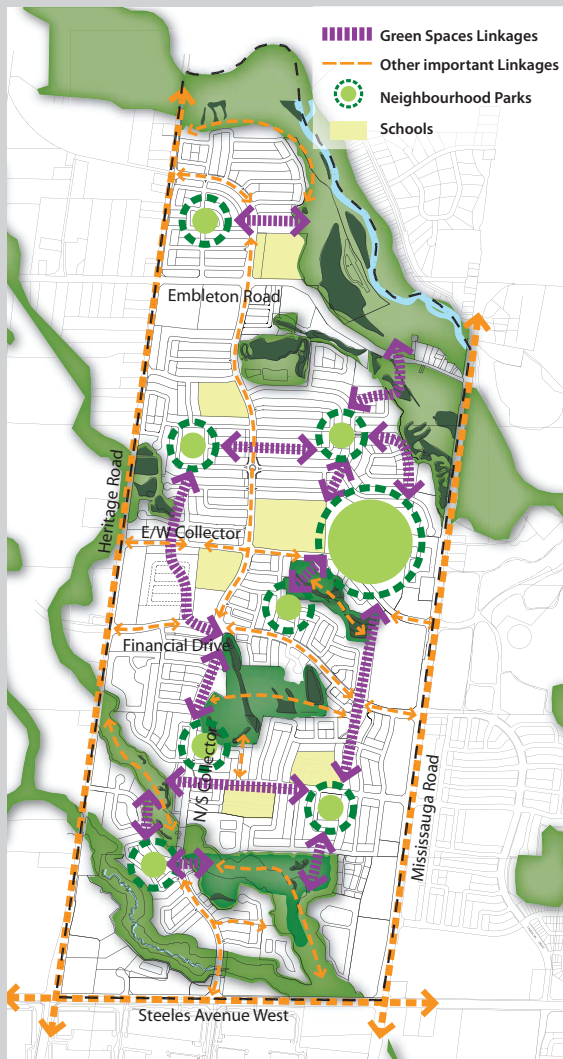 Green Spaces Linkages
Other important Linkages
Neighbourhood Parks
Schools
Embleton Road
Heritage Road
E/W Collector
Financial Drive
N/S Collector
Mississauga Road
Steeles Avenue West